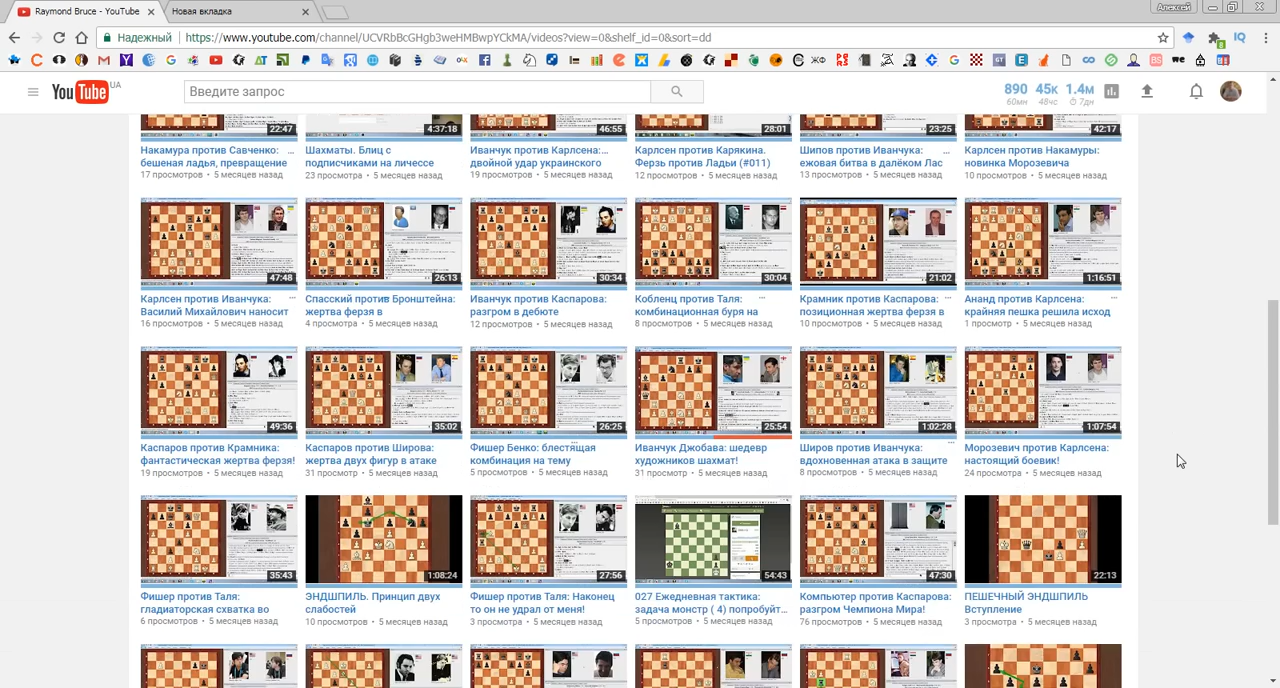 Raymond Bruce - YouTube
Новая вкладка
Алексей
Надежный
https://www.youtube.com/channel/UCVRbBcGHgb3weHMBwpYCKMA/videos?view=0&shelf_id=0&sort=dd
YouTube UA
Введите запрос
890 45к 1.4м
60мн 48чс 7дн
22:47 4:37:18 46:55 28:01 23:25 42:17
Накамура против Савченко: Шахматы. Блиц с Иванчук против Карлсена:... Карлсен против Карякина. Шипов против Иванчука: Карлсен против Накамуры:
бешеная ладья, превращение подписчиками на личессе двойной удар украинского Ферзь против Ладьи (#011) ежовая битва в далёком Лас новинка Морозевича
17 просмотров • 5 месяцев назад 23 просмотра • 5 месяцев назад 19 просмотров • 5 месяцев назад 12 просмотров • 5 месяцев назад 13 просмотров • 5 месяцев назад 10 просмотров • 5 месяцев назад
47:48 26:13 30:34 30:04 21:02 1:16:51
Карлсен против Иванчука: Спасский против Бронштейна: Иванчук против Каспарова: Кобленц против Таля: Крамник против Каспарова: Ананд против Карлсена:
Василий Михайлович наносит жертва ферзя в разгром в дебюте комбинационная буря на позиционная жертва ферзя в крайняя пешка решила исход
16 просмотров • 5 месяцев назад 4 просмотра • 5 месяцев назад 12 просмотров • 5 месяцев назад 8 просмотров • 5 месяцев назад 10 просмотров • 5 месяцев назад 1 просмотр • 5 месяцев назад
49:36 35:02 26:25 25:54 1:02:28 1:07:54
Каспаров против Крамника: Каспаров против Широва: Фишер Бенко: блестящая Иванчук Джобава: шедевр Широв против Иванчука: Морозевич против Карлсена:
фантастическая жертва ферзя! жертва двух фигур в атаке комбинация на тему художников шахмат! вдохновенная атака в защите настоящий боевик!
19 просмотров • 5 месяцев назад 31 просмотр • 5 месяцев назад 5 просмотров • 5 месяцев назад 31 просмотр • 5 месяцев назад 8 просмотров • 5 месяцев назад 24 просмотра • 5 месяцев назад
35:43 1:08:24 27:56 54:43 47:30 22:13
Фишер против Таля: ЭНДШПИЛЬ. Принцип двух Фишер против Таля: Наконец 027 Ежедневная тактика: Компьютер против Каспарова: ПЕШЕЧНЫЙ ЭНДШПИЛЬ
гладиаторская схватка во слабостей то он не удрал от меня! задача монстр ( 4) попробуйт... разгром Чемпиона Мира! Вступление
6 просмотров • 5 месяцев назад 10 просмотров • 5 месяцев назад 3 просмотра • 5 месяцев назад 5 просмотров • 5 месяцев назад 76 просмотров • 5 месяцев назад 3 просмотра • 5 месяцев назад